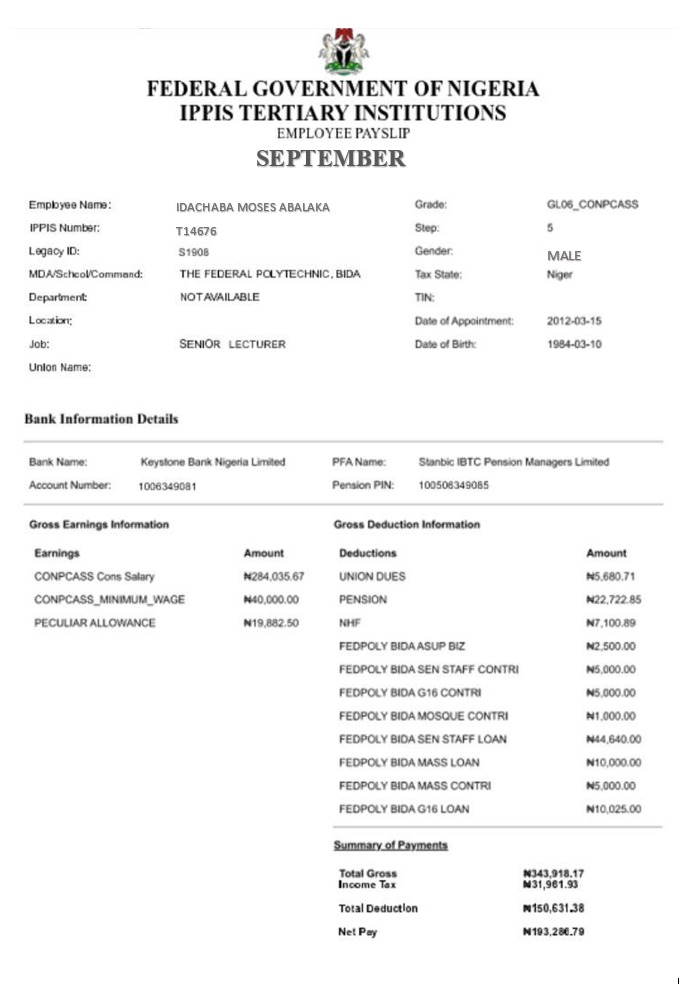 FEDERAL GOVERNMENT OF NIGERIA
IPPIS TERTIARY INSTITUTIONS
EMPLOYEE PAYSLIP
SEPTEMBER
Employee Name: IDACHABA MOSES ABALAKA Grade: GL06_CONPCASS
IPPIS Number: T14676 Step: 5
Legacy ID: S1908 Gender: MALE
MDA/School/Command: THE FEDERAL POLYTECHNIC, BIDA Tax State: Niger
Department: NOT AVAILABLE TIN:
Location: Date of Appointment: 2012-03-15
Job: SENIOR LECTURER Date of Birth: 1984-03-10
Union Name:
Bank Information Details
Bank Name: Keystone Bank Nigeria Limited PFA Name: Stanbic IBTC Pension Managers Limited
Account Number: 1006349081 Pension PIN: 100506349085
Gross Earnings Information Gross Deduction Information
Earnings Amount Deductions Amount
CONPCASS Cons Salary ₦284,035.67 UNION DUES ₦5,680.71
CONPCASS_MINIMUM_WAGE ₦40,000.00 PENSION ₦22,722.85
PECULIAR ALLOWANCE ₦19,882.50 NHF ₦7,100.89
FEDPOLY BIDA ASUP BIZ ₦2,500.00
FEDPOLY BIDA SEN STAFF CONTRI ₦5,000.00
FEDPOLY BIDA G16 CONTRI ₦5,000.00
FEDPOLY BIDA MOSQUE CONTRI ₦1,000.00
FEDPOLY BIDA SEN STAFF LOAN ₦44,640.00
FEDPOLY BIDA MASS LOAN ₦10,000.00
FEDPOLY BIDA MASS CONTRI ₦5,000.00
FEDPOLY BIDA G16 LOAN ₦10,025.00
Summary of Payments
Total Gross ₦343,918.17
Income Tax ₦31,961.93
Total Deduction ₦150,631.38
Net Pay ₦193,286.79